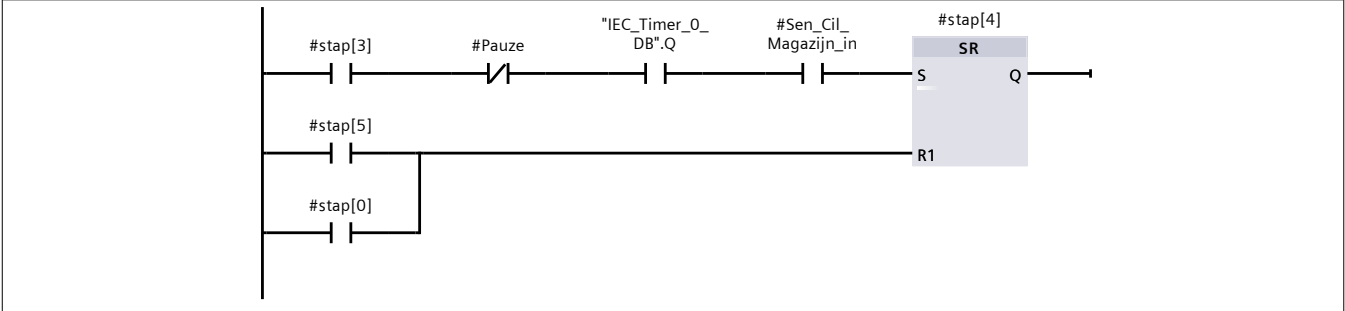 #stap[3]
#Pauze
"IEC_Timer_0_
DB".Q
#Sen_Cil_
Magazijn_in
#stap[4]
SR
S
Q
#stap[5]
R1
#stap[0]